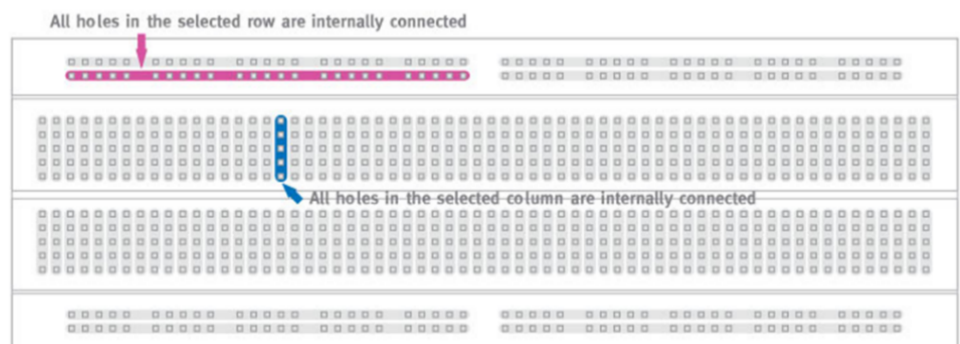 All holes in the selected row are internally connected
All holes in the selected column are internally connected